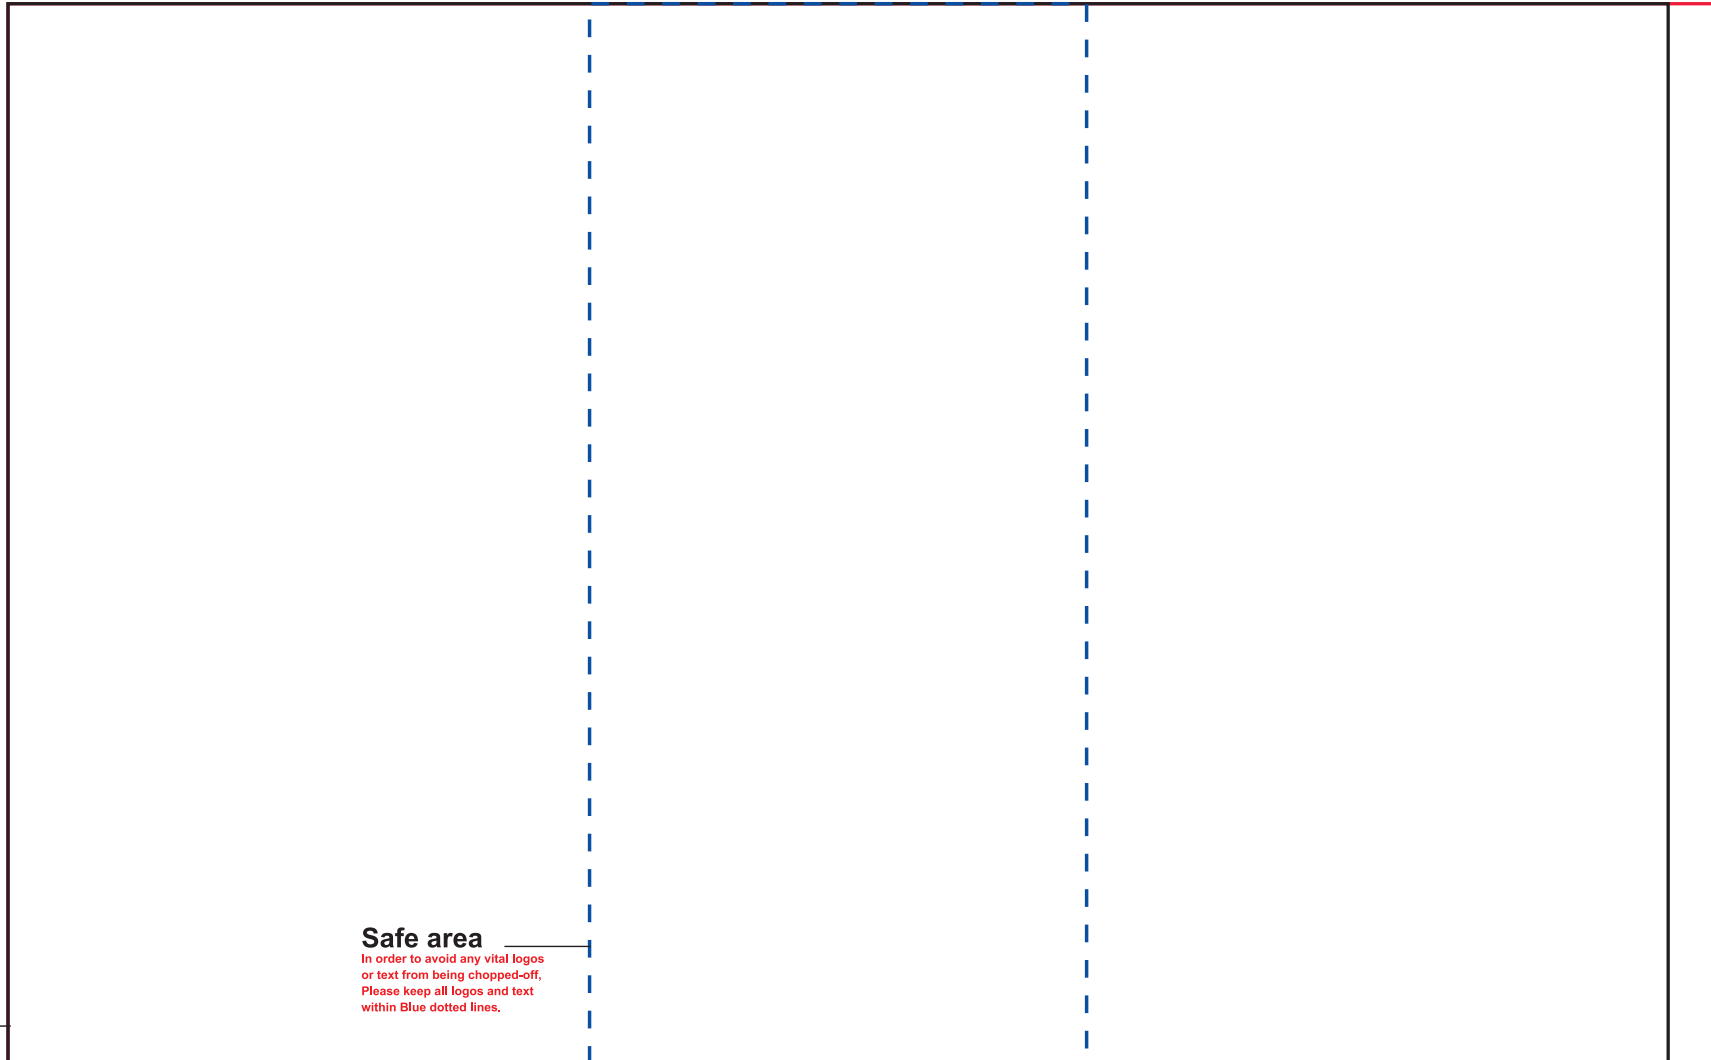 Safe area
In order to avoid any vital logos
or text from being chopped-off,
Please keep all logos and text
within Blue dotted lines.